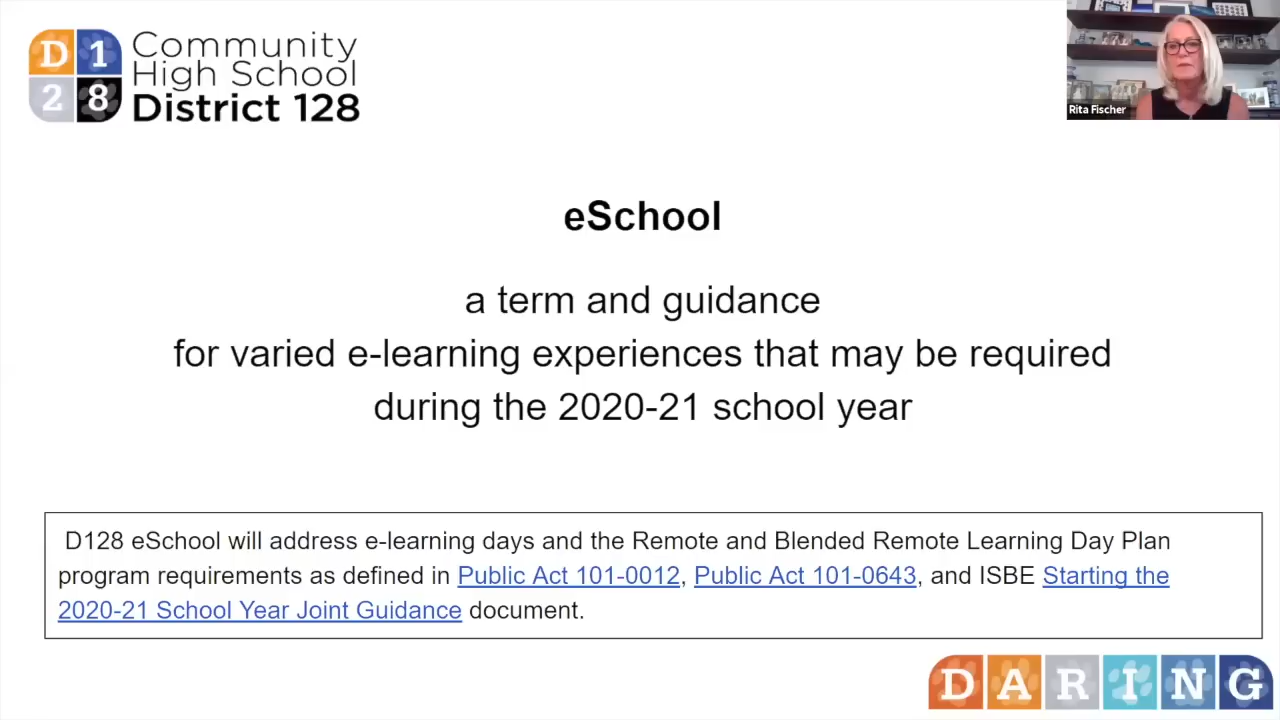 D 1
2 8
Community
High School
District 128
Rita Fischer
eSchool
a term and guidance
for varied e-learning experiences that may be required
during the 2020-21 school year
D128 eSchool will address e-learning days and the Remote and Blended Remote Learning Day Plan
program requirements as defined in Public Act 101-0012, Public Act 101-0643, and ISBE Starting the
2020-21 School Year Joint Guidance document.
DARING